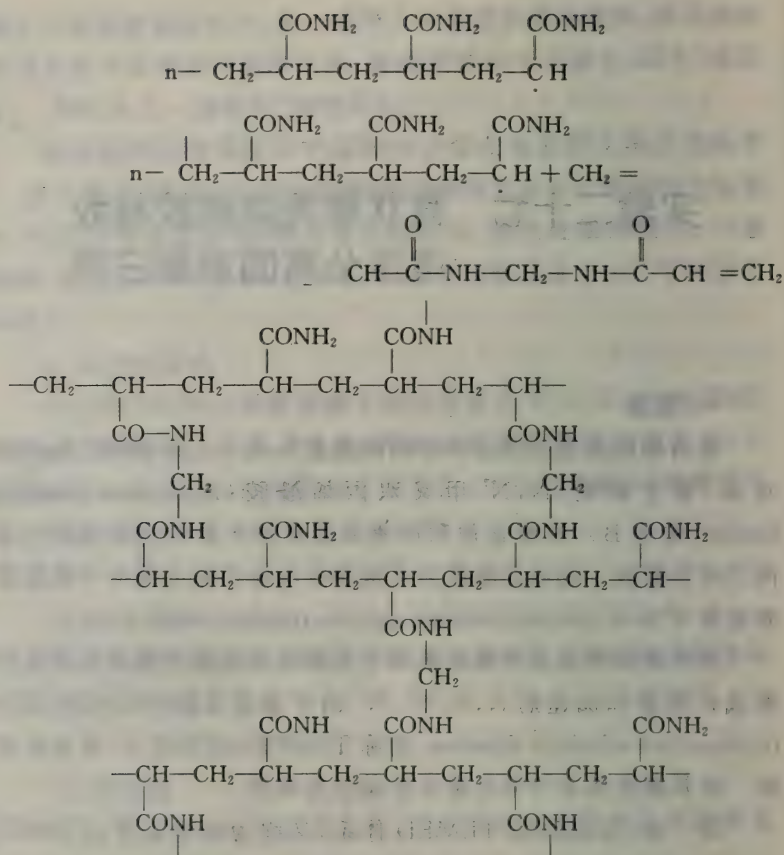 CONH₂ CONH₂ CONH₂
n— CH₂—CH—CH₂—CH—CH₂—C H
CONH₂ CONH₂ CONH₂
n— CH₂—CH—CH₂—CH—CH₂—C H + CH₂ =
O O
CH—C—NH—CH₂—NH—C—CH =CH₂
CONH₂ CONH
—CH₂—CH—CH₂—CH—CH₂—CH—CH₂—CH—
CO—NH CONH
CH₂ CH₂
CONH CONH₂ CONH CONH₂
—CH—CH₂—CH—CH₂—CH—CH₂—CH—CH₂—CH—
CONH
CH₂
CONH CONH CONH₂
—CH—CH₂—CH—CH₂—CH—CH₂—CH—CH₂—CH—
CONH CONH